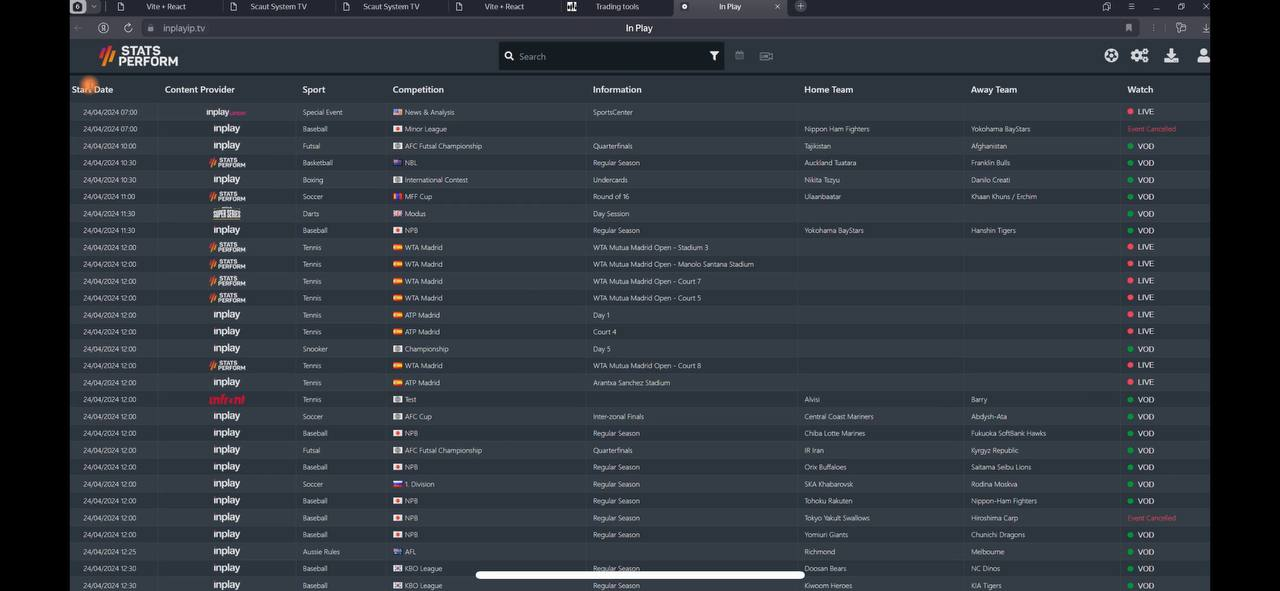 6 Vite + React Scaut System TV Scaut System TV Vite + React Trading tools In Play
inplayip.tv In Play
STATS PERFORM Search
Start Date Content Provider Sport Competition Information Home Team Away Team Watch
24/04/2024 07:00 inplay Special Event News & Analysis SportsCenter LIVE
24/04/2024 07:00 inplay Baseball Minor League Nippon Ham Fighters Yokohama BayStars Event Cancelled
24/04/2024 10:00 inplay Futsal AFC Futsal Championship Quarterfinals Tajikistan Afghanistan VOD
24/04/2024 10:30 STATS PERFORM Basketball NBL Regular Season Auckland Tuatara Franklin Bulls VOD
24/04/2024 10:30 inplay Boxing International Contest Undercards Nikita Tszyu Danilo Creati VOD
24/04/2024 11:00 STATS PERFORM Soccer MFF Cup Round of 16 Ulaanbaatar Khaan Khuns / Erchim VOD
24/04/2024 11:30 SUPER SERIES Darts Modus Day Session VOD
24/04/2024 11:30 inplay Baseball NPB Regular Season Yokohama BayStars Hanshin Tigers VOD
24/04/2024 12:00 STATS PERFORM Tennis WTA Madrid WTA Mutua Madrid Open - Stadium 3 LIVE
24/04/2024 12:00 STATS PERFORM Tennis WTA Madrid WTA Mutua Madrid Open - Manolo Santana Stadium LIVE
24/04/2024 12:00 STATS PERFORM Tennis WTA Madrid WTA Mutua Madrid Open - Court 7 LIVE
24/04/2024 12:00 STATS PERFORM Tennis WTA Madrid WTA Mutua Madrid Open - Court 5 LIVE
24/04/2024 12:00 inplay Tennis ATP Madrid Day 1 LIVE
24/04/2024 12:00 inplay Tennis ATP Madrid Court 4 LIVE
24/04/2024 12:00 inplay Snooker Championship Day 5 VOD
24/04/2024 12:00 STATS PERFORM Tennis WTA Madrid WTA Mutua Madrid Open - Court 8 LIVE
24/04/2024 12:00 inplay Tennis ATP Madrid Arantxa Sanchez Stadium LIVE
24/04/2024 12:00 infront Tennis Test Alvisi Barry VOD
24/04/2024 12:00 inplay Soccer AFC Cup Inter-zonal Finals Central Coast Mariners Abdysh-Ata VOD
24/04/2024 12:00 inplay Baseball NPB Regular Season Chiba Lotte Marines Fukuoka SoftBank Hawks VOD
24/04/2024 12:00 inplay Futsal AFC Futsal Championship Quarterfinals IR Iran Kyrgyz Republic VOD
24/04/2024 12:00 inplay Baseball NPB Regular Season Orix Buffaloes Saitama Seibu Lions VOD
24/04/2024 12:00 inplay Soccer 1. Division Regular Season SKA Khabarovsk Rodina Moskva VOD
24/04/2024 12:00 inplay Baseball NPB Regular Season Tohoku Rakuten Nippon-Ham Fighters VOD
24/04/2024 12:00 inplay Baseball NPB Regular Season Tokyo Yakult Swallows Hiroshima Carp Event Cancelled
24/04/2024 12:00 inplay Baseball NPB Regular Season Yomiuri Giants Chunichi Dragons VOD
24/04/2024 12:25 inplay Aussie Rules AFL Richmond Melbourne VOD
24/04/2024 12:30 inplay Baseball KBO League Regular Season Doosan Bears NC Dinos VOD
24/04/2024 12:30 inplay Baseball KBO League Regular Season Kiwoom Heroes KIA Tigers VOD